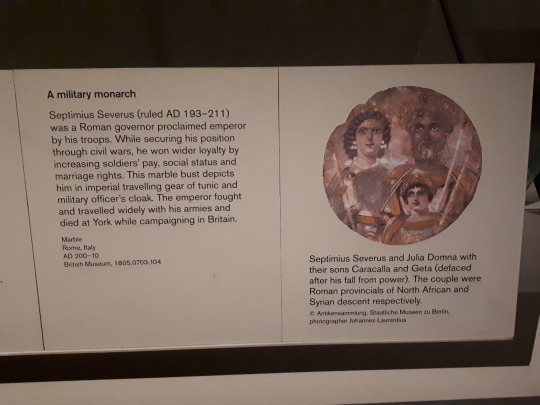 A military monarch
Septimius Severus (ruled AD 193–211)
was a Roman governor proclaimed emperor
by his troops. While securing his position
through civil wars, he won wider loyalty by
increasing soldiers' pay, social status and
marriage rights. This marble bust depicts
him in imperial travelling gear of tunic and
military officer's cloak. The emperor fought
and travelled widely with his armies and
died at York while campaigning in Britain.
Marble
Rome, Italy
AD 200–10
British Museum, 1805,0703.104
Septimius Severus and Julia Domna with
their sons Caracalla and Geta (defaced
after his fall from power). The couple were
Roman provincials of North African and
Syrian descent respectively.
© Antikensammlung, Staatliche Museen zu Berlin,
photographer Johannes Laurentius